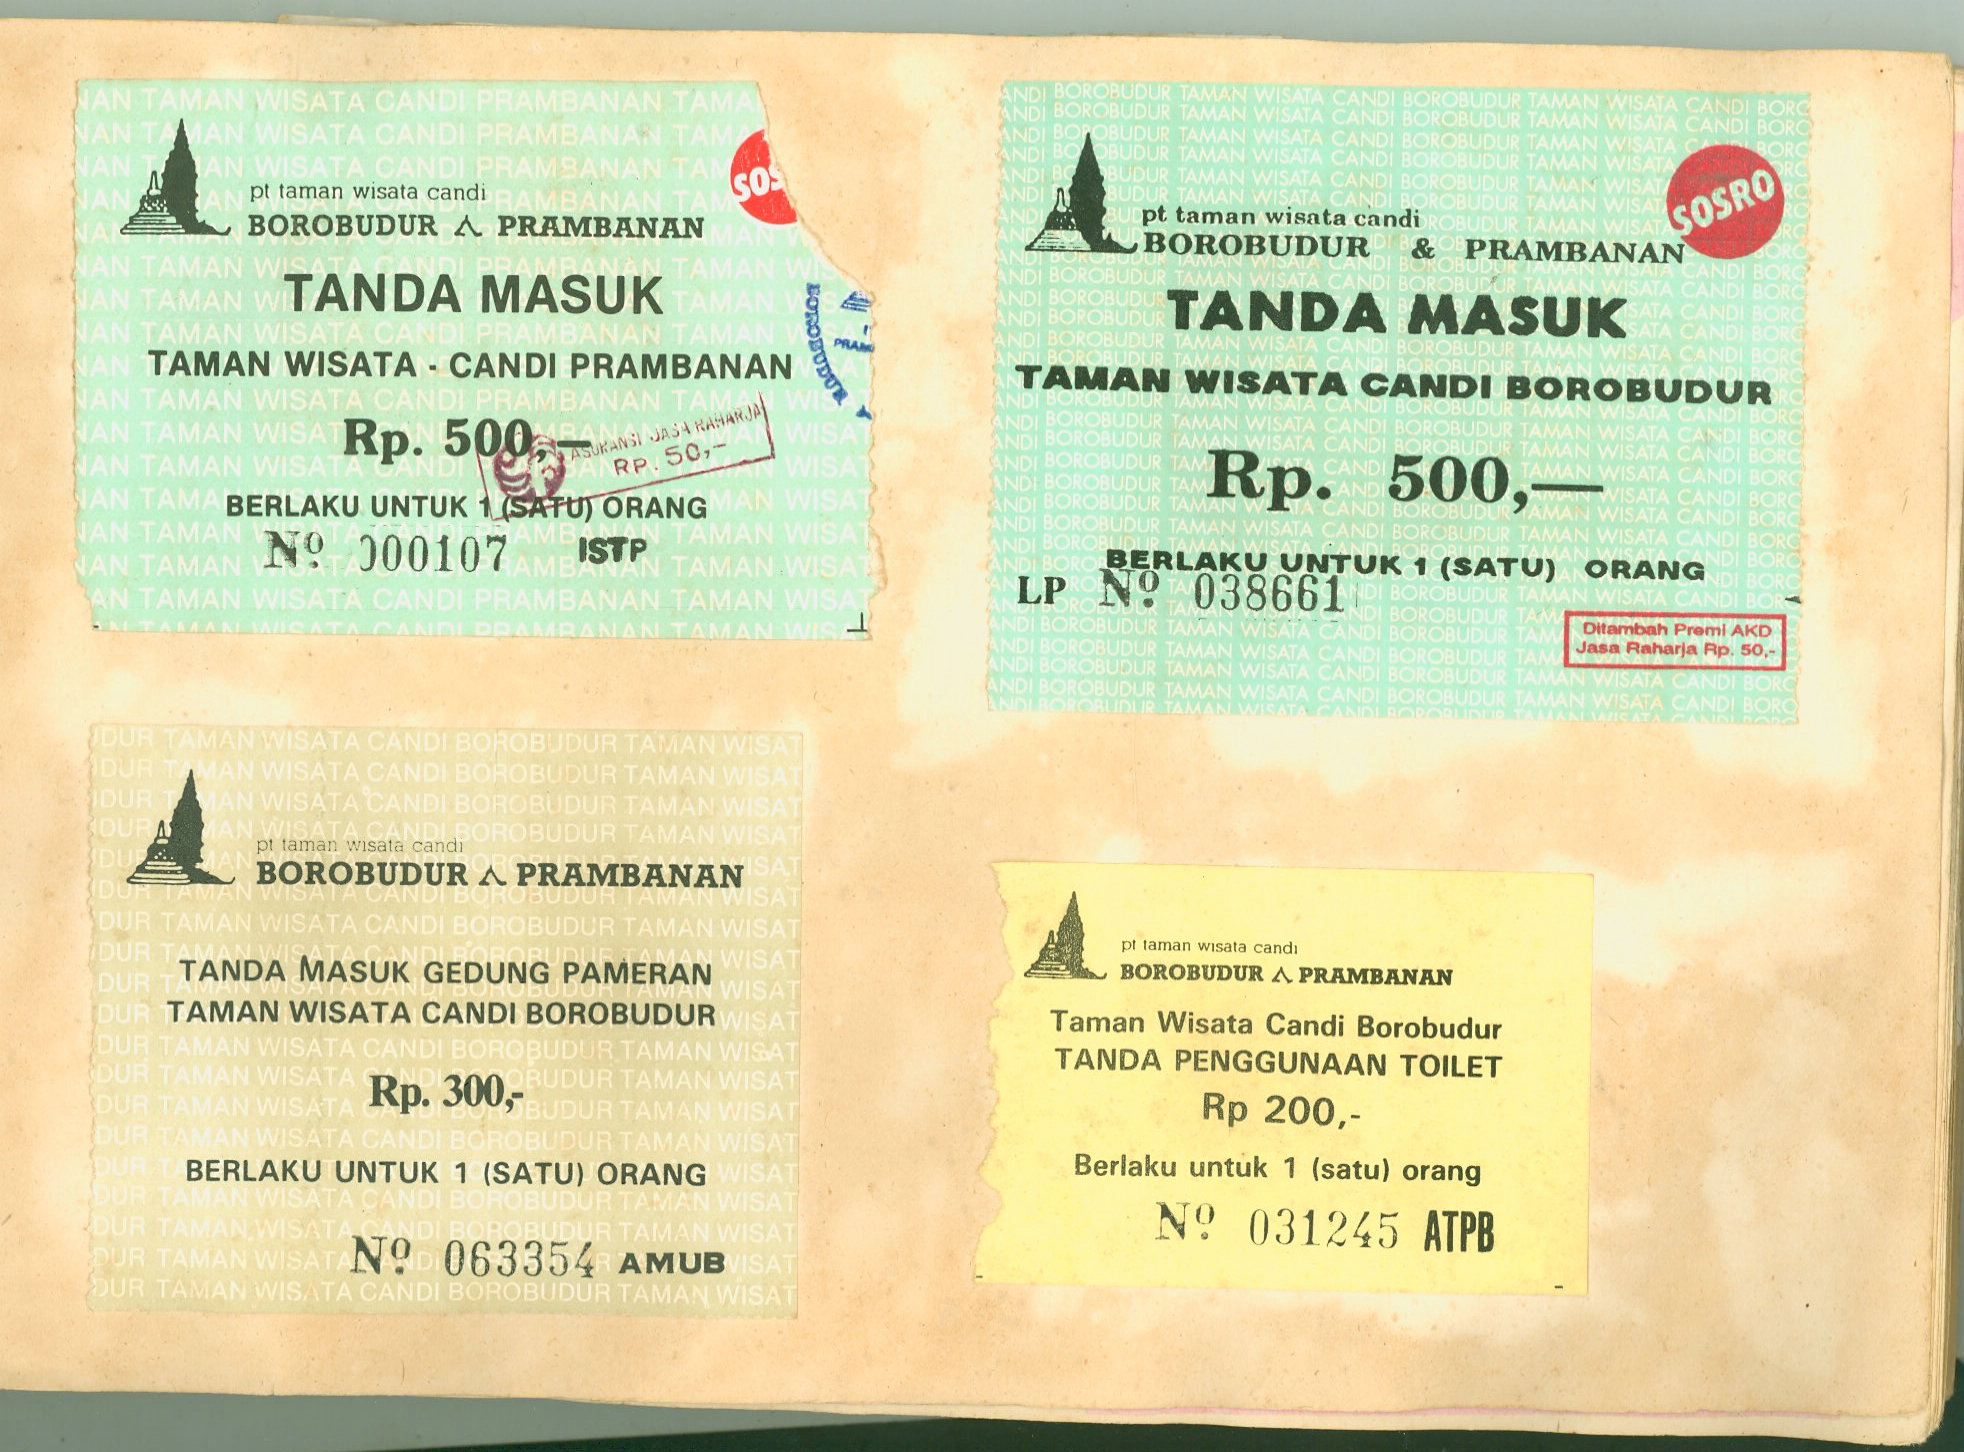 pt taman wisata candi
BOROBUDUR & PRAMBANAN
TANDA MASUK
TAMAN WISATA - CANDI PRAMBANAN
Rp. 500,—
ASURANSI JASA RAHARJA
RP. 50,-
BERLAKU UNTUK 1 (SATU) ORANG
Nº 000107 ISTP
BOROBUDUR
pt taman wisata candi
BOROBUDUR & PRAMBANAN
SOSRO
TANDA MASUK
TAMAN WISATA CANDI BOROBUDUR
Rp. 500,—
BERLAKU UNTUK 1 (SATU) ORANG
LP Nº 038661
Ditambah Premi AKD
Jasa Raharja Rp. 50,-
pt taman wisata candi
BOROBUDUR & PRAMBANAN
TANDA MASUK GEDUNG PAMERAN
TAMAN WISATA CANDI BOROBUDUR
Rp. 300,-
BERLAKU UNTUK 1 (SATU) ORANG
Nº 063354 AMUB
pt taman wisata candi
BOROBUDUR & PRAMBANAN
Taman Wisata Candi Borobudur
TANDA PENGGUNAAN TOILET
Rp 200,-
Berlaku untuk 1 (satu) orang
Nº 031245 ATPB